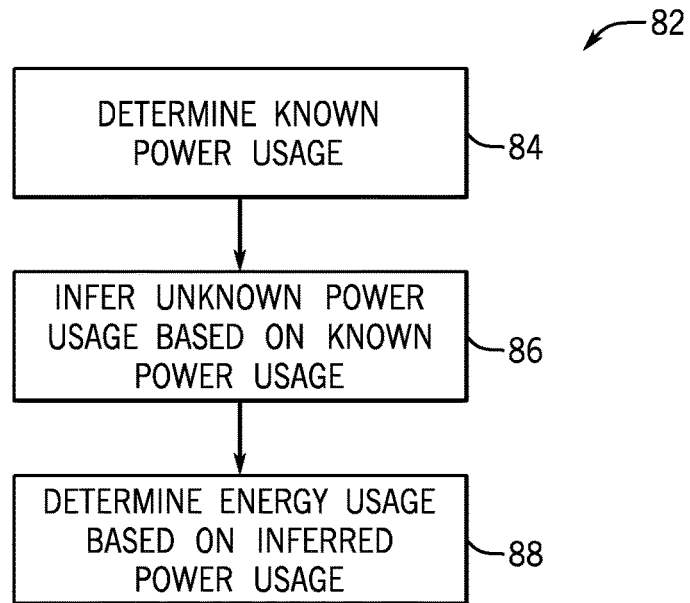 82
DETERMINE KNOWN
POWER USAGE
84
INFER UNKNOWN POWER
USAGE BASED ON KNOWN
POWER USAGE
86
DETERMINE ENERGY USAGE
BASED ON INFERRED
POWER USAGE
88